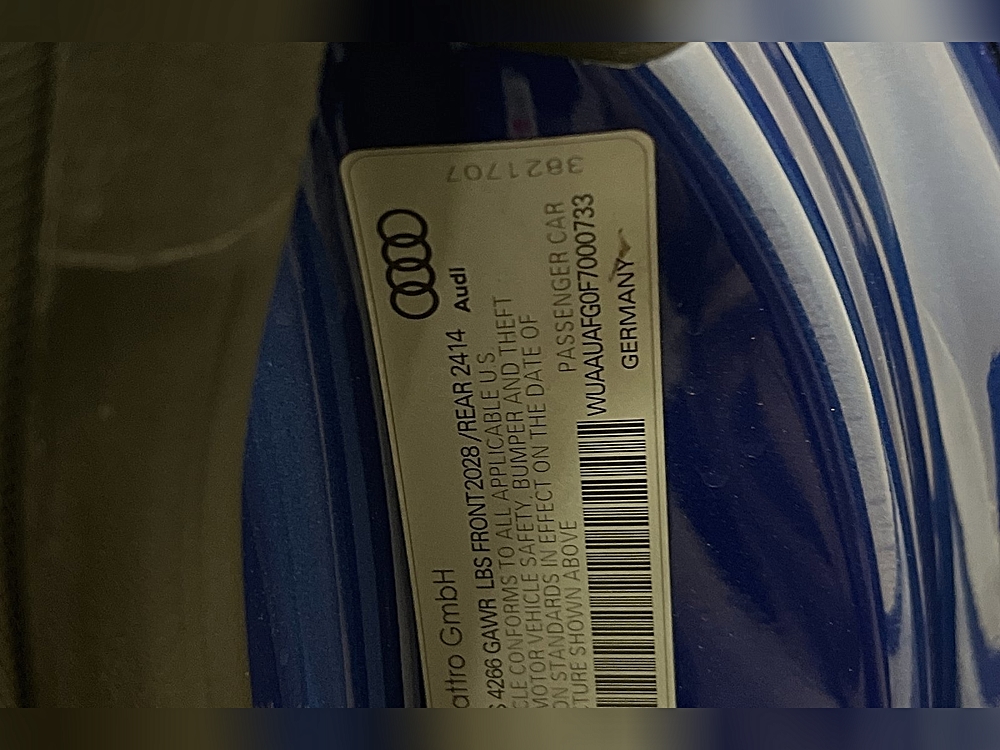 attro GmbH
4266 GAWR LBS FRONT 2028 /REAR 2414
Audi
CLE CONFORMS TO ALL APPLICABLE U.S.
MOTOR VEHICLE SAFETY, BUMPER AND THEFT
ON STANDARDS IN EFFECT ON THE DATE OF
TURE SHOWN ABOVE
PASSENGER CAR
WUAAUAFG0F7000733
GERMANY
3821707